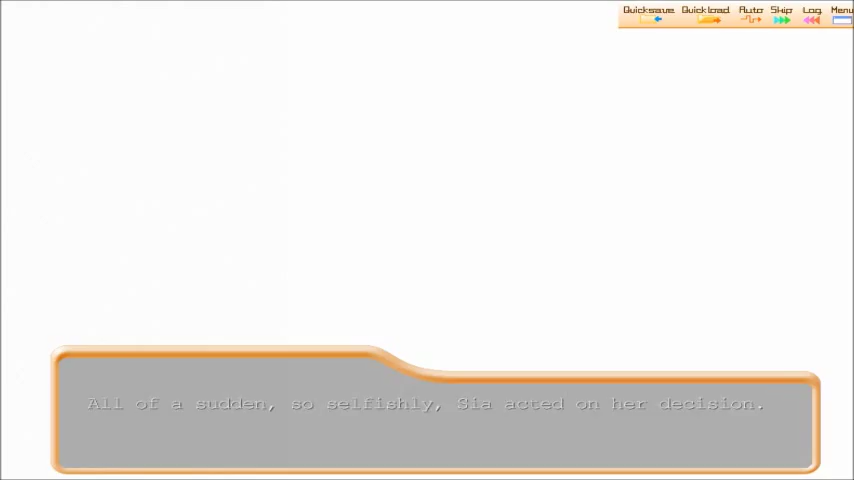 Quicksave Quickload Auto Skip Log Menu
All of a sudden, so selfishly, Sia acted on her decision.